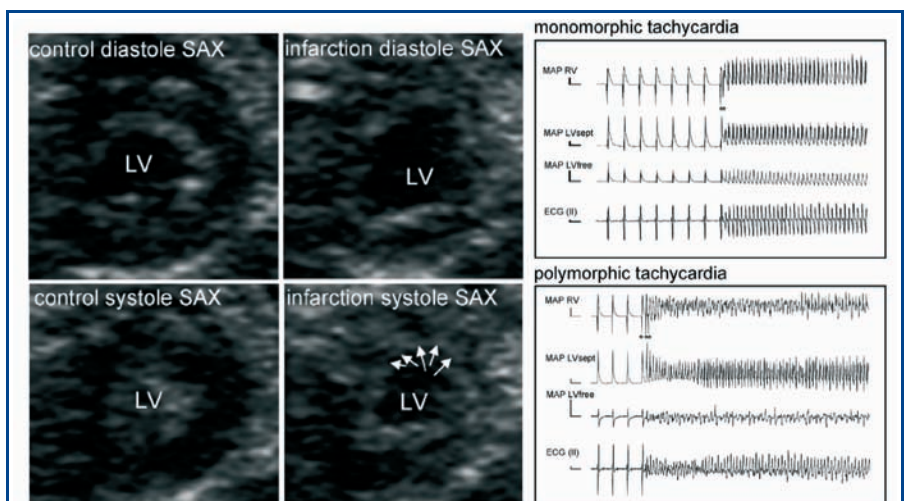 control diastole SAX
LV
infarction diastole SAX
LV
control systole SAX
LV
infarction systole SAX
LV
monomorphic tachycardia
MAP RV
MAP LVsept
MAP LVfree
ECG (II)
polymorphic tachycardia
MAP RV
MAP LVsept
MAP LVfree
ECG (II)